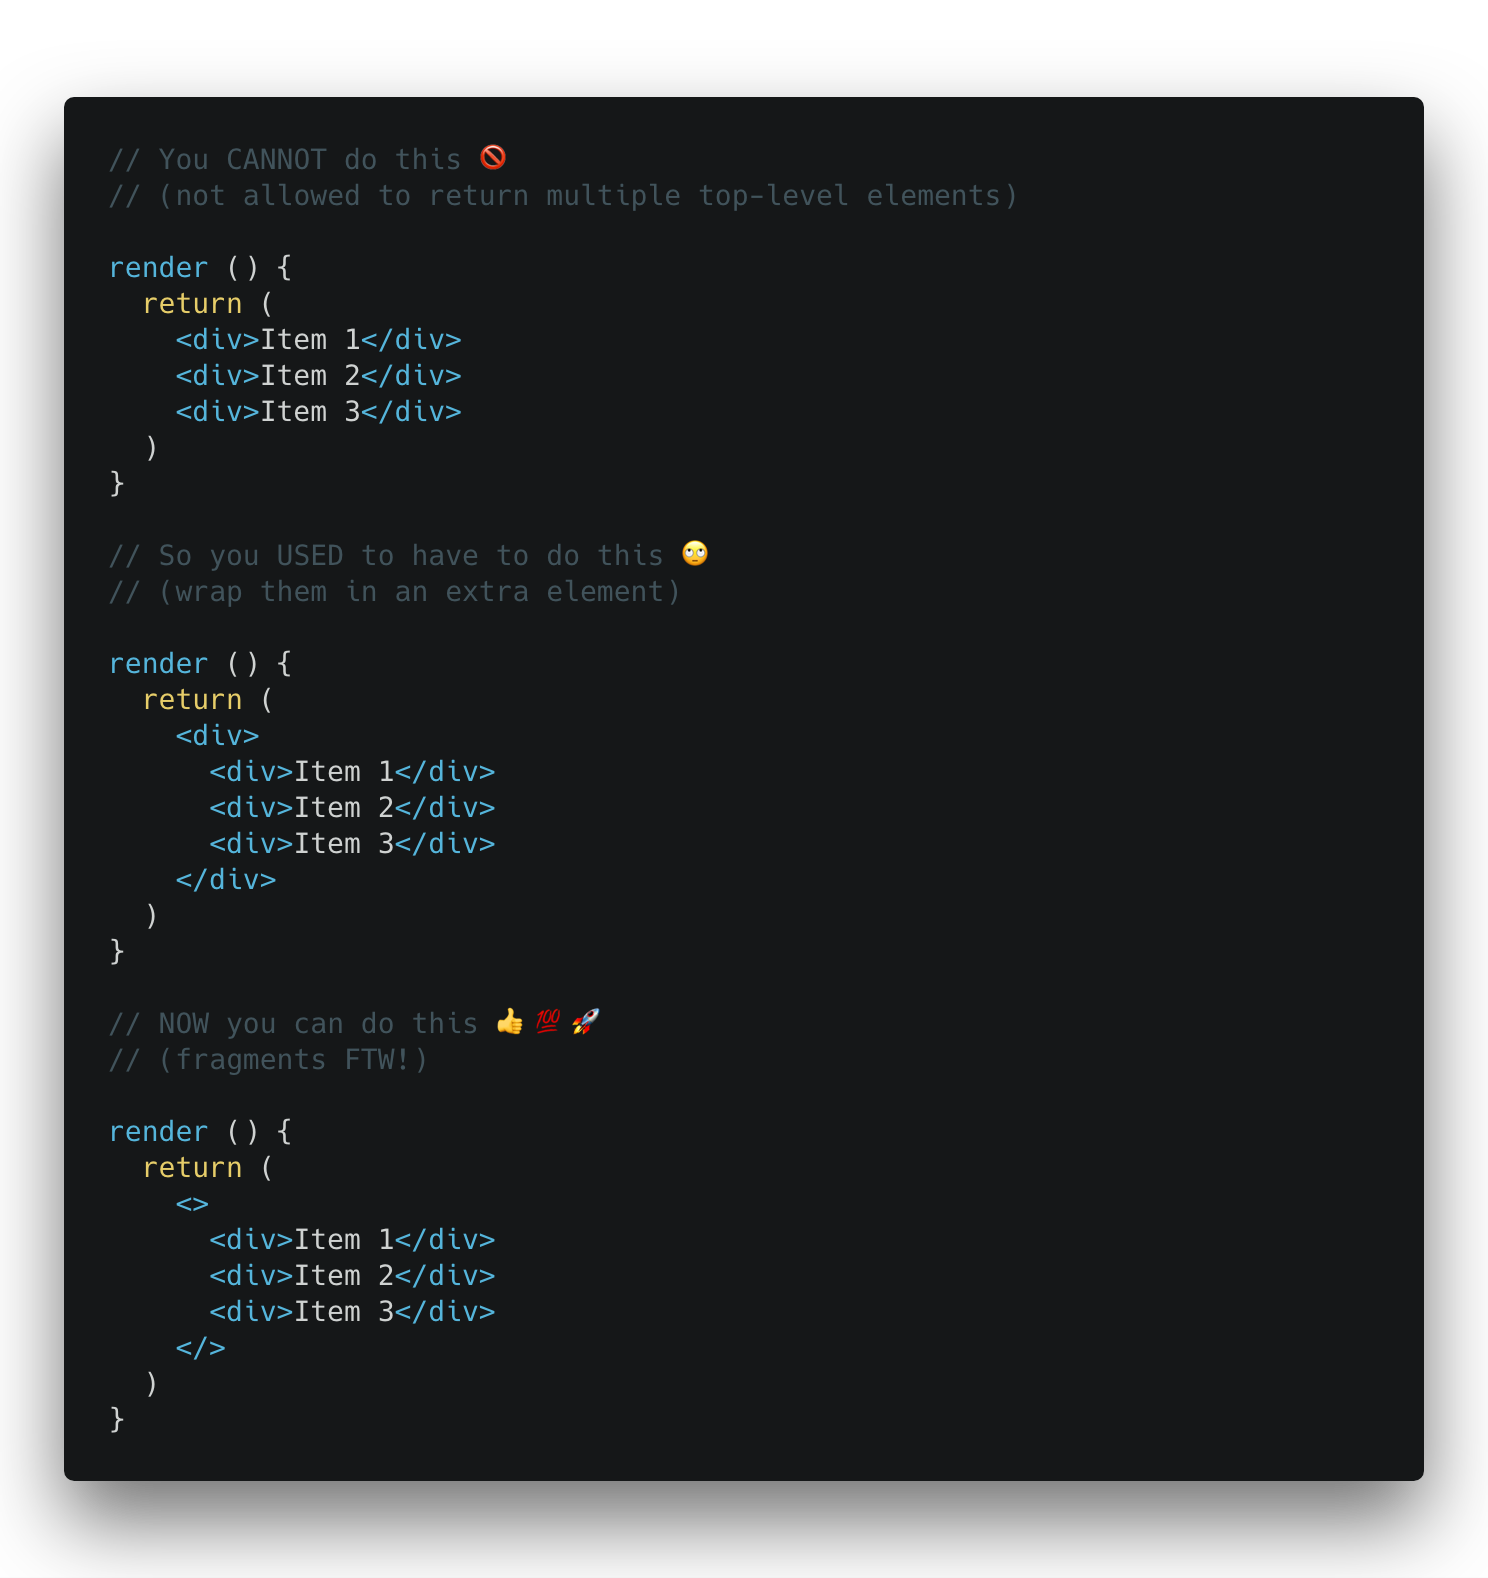 // You CANNOT do this 🚫
// (not allowed to return multiple top-level elements)

render () {
  return (
    <div>Item 1</div>
    <div>Item 2</div>
    <div>Item 3</div>
  )
}

// So you USED to have to do this 🙄
// (wrap them in an extra element)

render () {
  return (
    <div>
      <div>Item 1</div>
      <div>Item 2</div>
      <div>Item 3</div>
    </div>
  )
}

// NOW you can do this 👍 💯 🚀
// (fragments FTW!)

render () {
  return (
    <>
      <div>Item 1</div>
      <div>Item 2</div>
      <div>Item 3</div>
    </>
  )
}